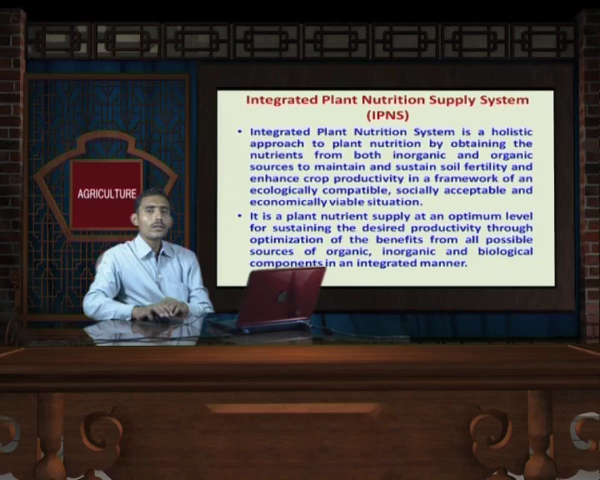 Integrated Plant Nutrition Supply System
(IPNS)
• Integrated Plant Nutrition System is a holistic
approach to plant nutrition by obtaining the
nutrients from both inorganic and organic
sources to maintain and sustain soil fertility and
enhance crop productivity in a framework of an
ecologically compatible, socially acceptable and
economically viable situation.
• It is a plant nutrient supply at an optimum level
for sustaining the desired productivity through
optimization of the benefits from all possible
sources of organic, inorganic and biological
components in an integrated manner.
AGRICULTURE